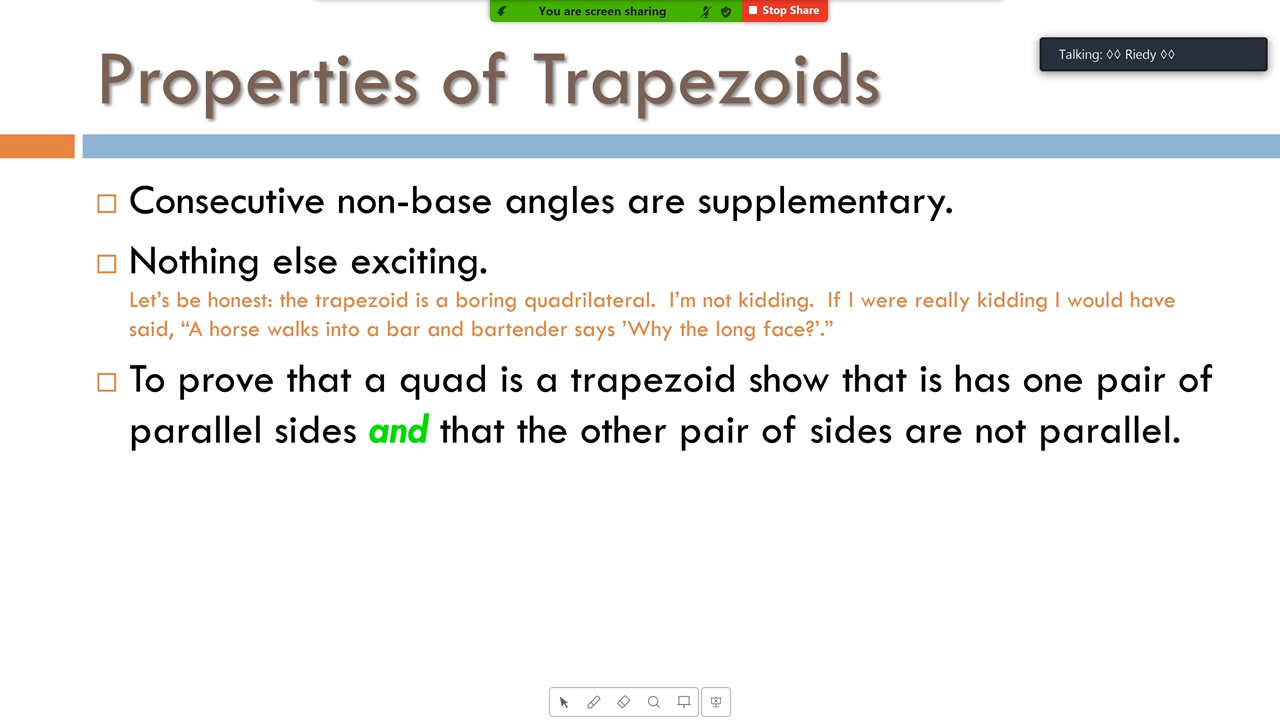 You are screen sharing
Stop Share
Properties of Trapezoids
Talking: ◊◊ Riedy ◊◊
Consecutive non-base angles are supplementary.
Nothing else exciting.
Let's be honest: the trapezoid is a boring quadrilateral. I'm not kidding. If I were really kidding I would have
said, “A horse walks into a bar and bartender says ’Why the long face?’.”
To prove that a quad is a trapezoid show that is has one pair of
parallel sides and that the other pair of sides are not parallel.